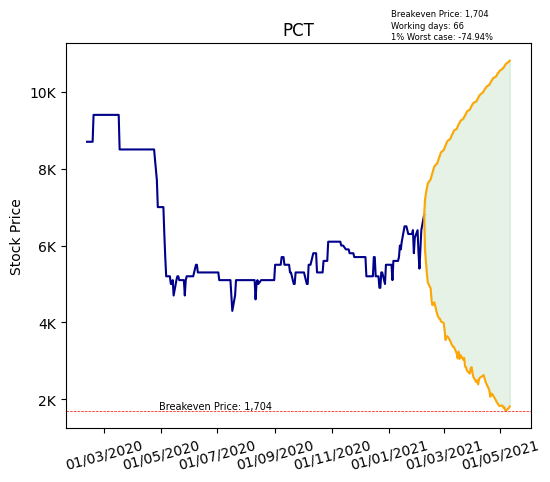 Breakeven Price: 1,704
Working days: 66
1% Worst case: -74.94%
PCT
Stock Price
10K
8K
6K
4K
2K
Breakeven Price: 1,704
01/03/2020
01/05/2020
01/07/2020
01/09/2020
01/11/2020
01/01/2021
01/03/2021
01/05/2021